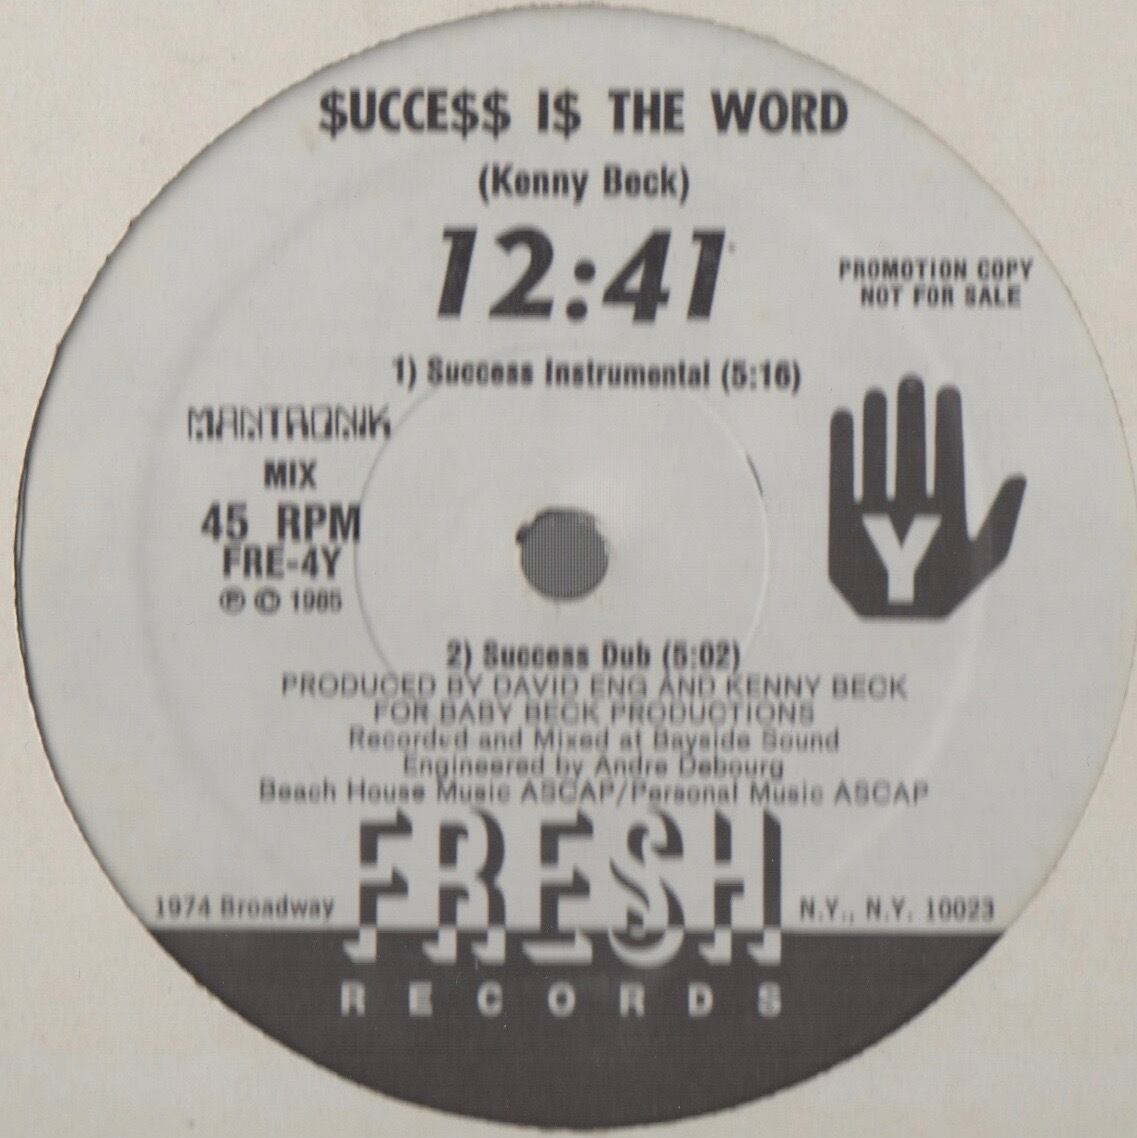 $UCCE$$ I$ THE WORD
(Kenny Beck)
12:41
PROMOTION COPY
NOT FOR SALE
1) Success Instrumental (5:16)
MANTRONIK
MIX
45 RPM
FRE-4Y
℗ © 1985
Y
2) Success Dub (5:02)
PRODUCED BY DAVID ENG AND KENNY BECK
FOR BABY BECK PRODUCTIONS
Recorded and Mixed at Bayside Sound
Engineered by Andre Debourg
Beach House Music ASCAP/Personal Music ASCAP
FRESH
1974 Broadway
N.Y., N.Y. 10023
RECORDS